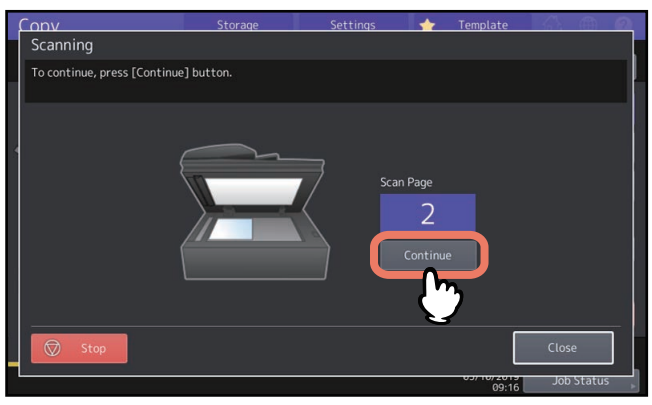 Copy
Storage
Settings
Template
Scanning
To continue, press [Continue] button.
Scan Page
2
Continue
Stop
Close
09:16
Job Status